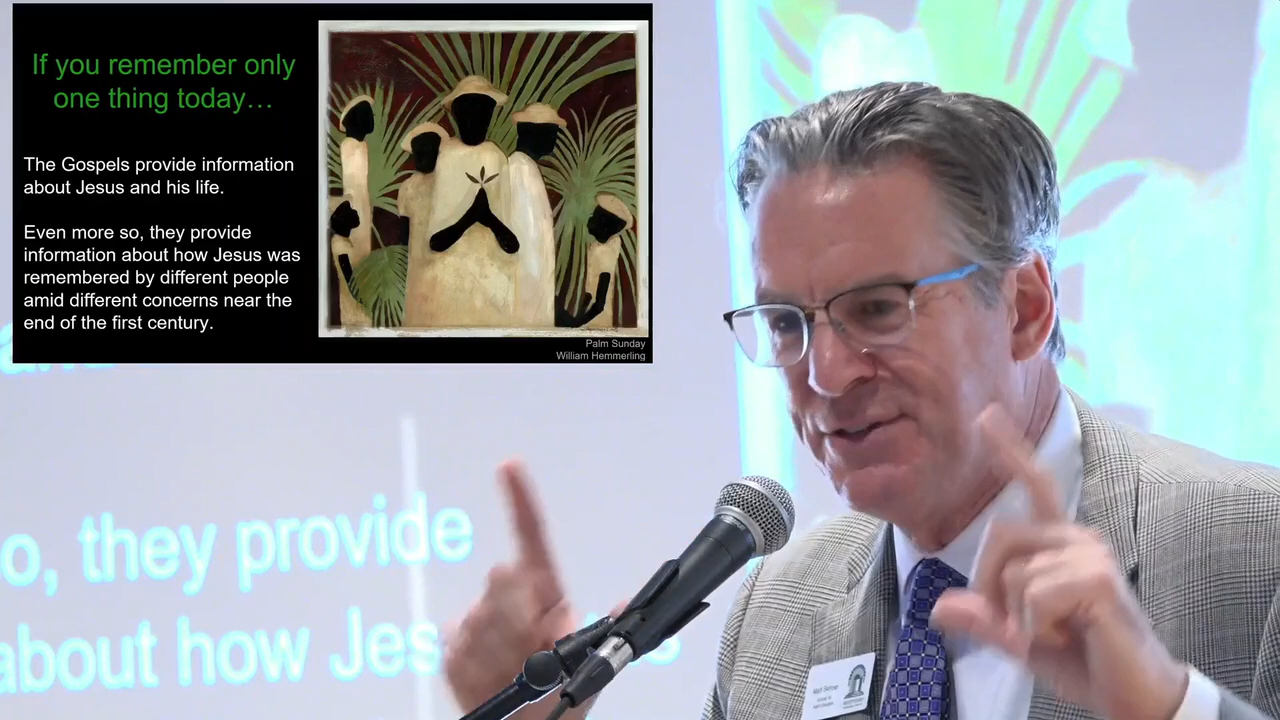 If you remember only
one thing today…
The Gospels provide information
about Jesus and his life.
Even more so, they provide
information about how Jesus was
remembered by different people
amid different concerns near the
end of the first century.
Palm Sunday
William Hemmerling
so, they provide
about how Jes